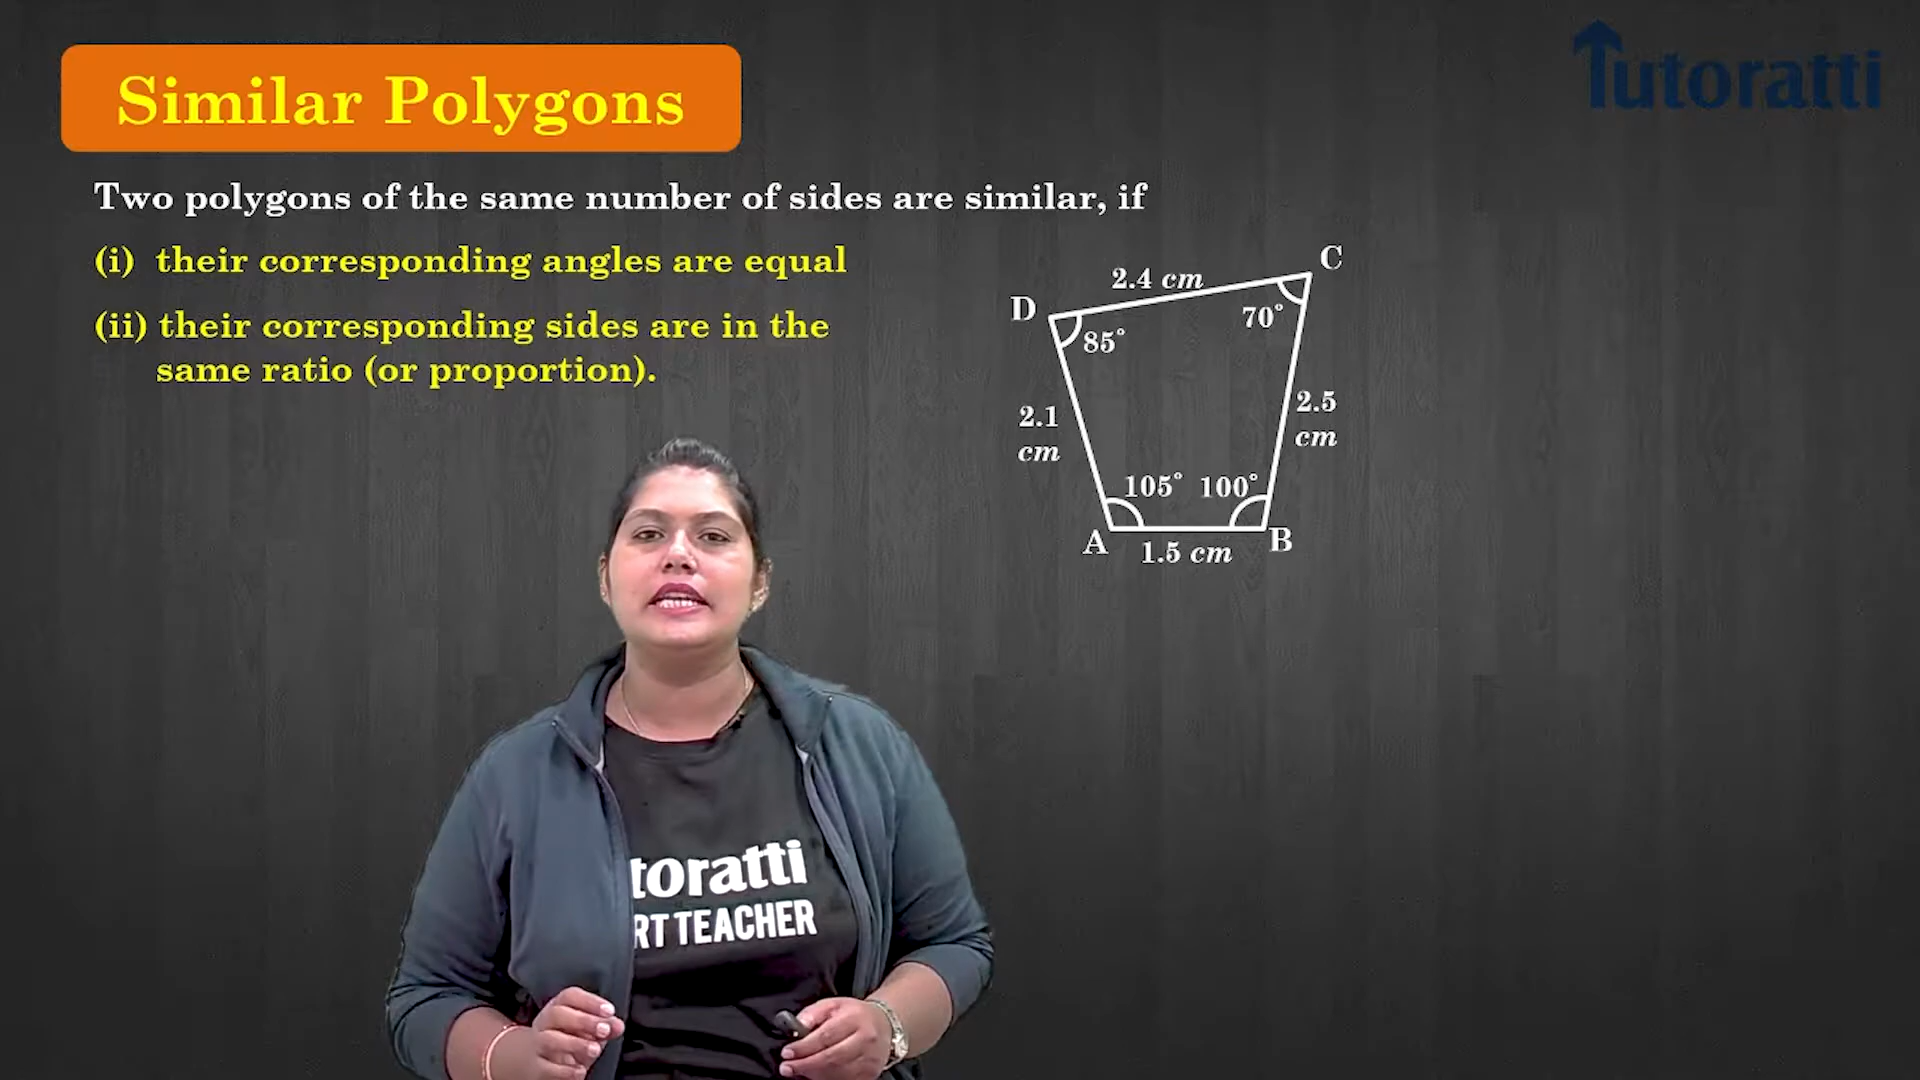 Similar Polygons
Tutoratti
Two polygons of the same number of sides are similar, if
(i) their corresponding angles are equal
(ii) their corresponding sides are in the
same ratio (or proportion).
C
2.4 cm
D
70°
85°
2.1
cm
2.5
cm
105° 100°
A
B
1.5 cm
toratti
RT TEACHER